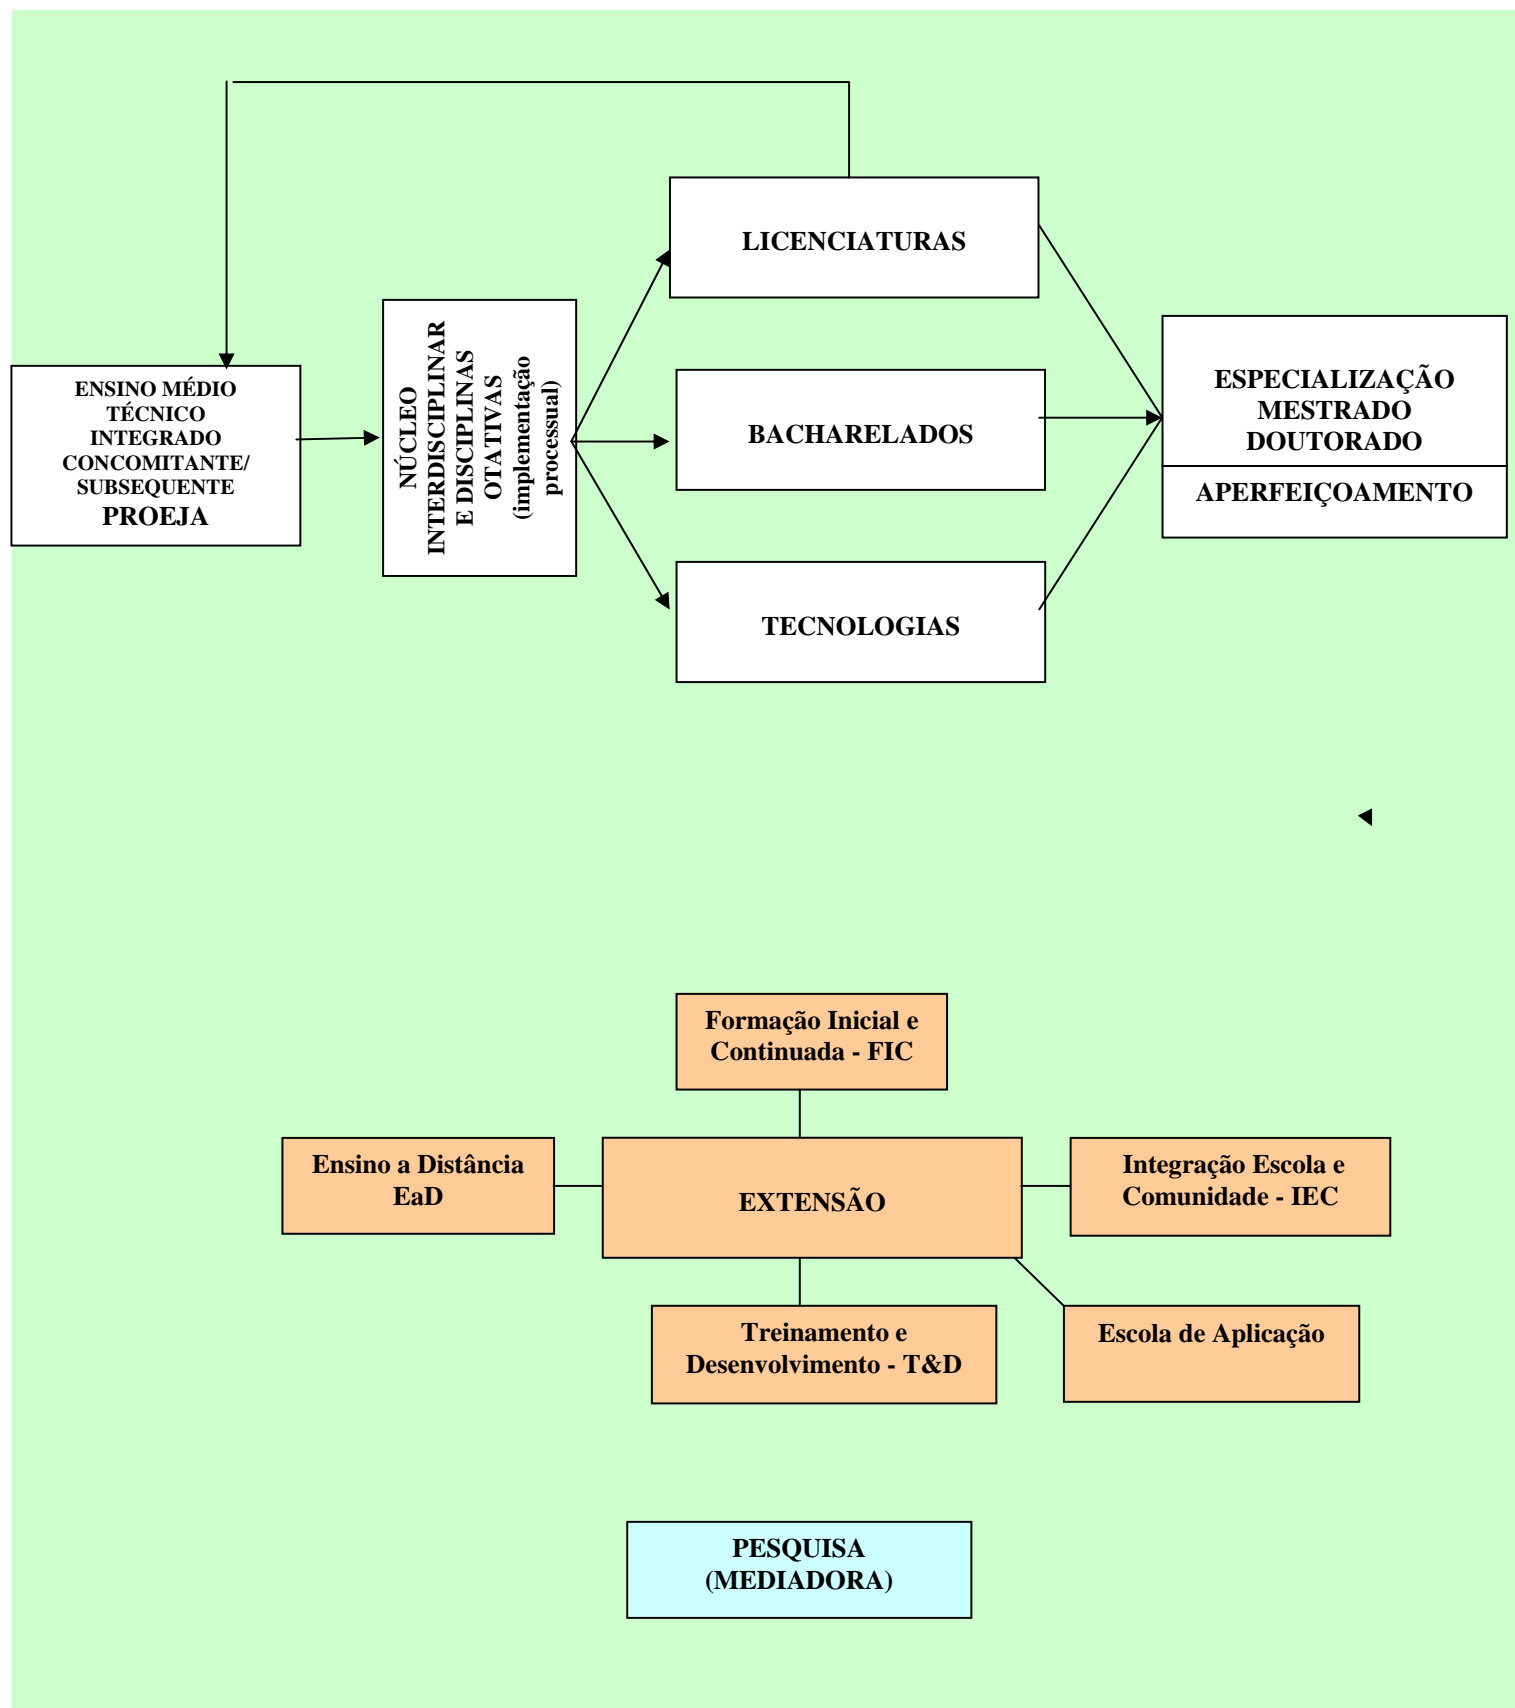 LICENCIATURAS
ENSINO MÉDIO
TÉCNICO
INTEGRADO
CONCOMITANTE/
SUBSEQUENTE
PROEJA
NÚCLEO
INTERDISCIPLINAR
E DISCIPLINAS
OTATIVAS
(implementação
processual)
BACHARELADOS
TECNOLOGIAS
ESPECIALIZAÇÃO
MESTRADO
DOUTORADO
APERFEIÇOAMENTO
Formação Inicial e
Continuada - FIC
Ensino a Distância
EaD
EXTENSÃO
Integração Escola e
Comunidade - IEC
Treinamento e
Desenvolvimento - T&D
Escola de Aplicação
PESQUISA
(MEDIADORA)